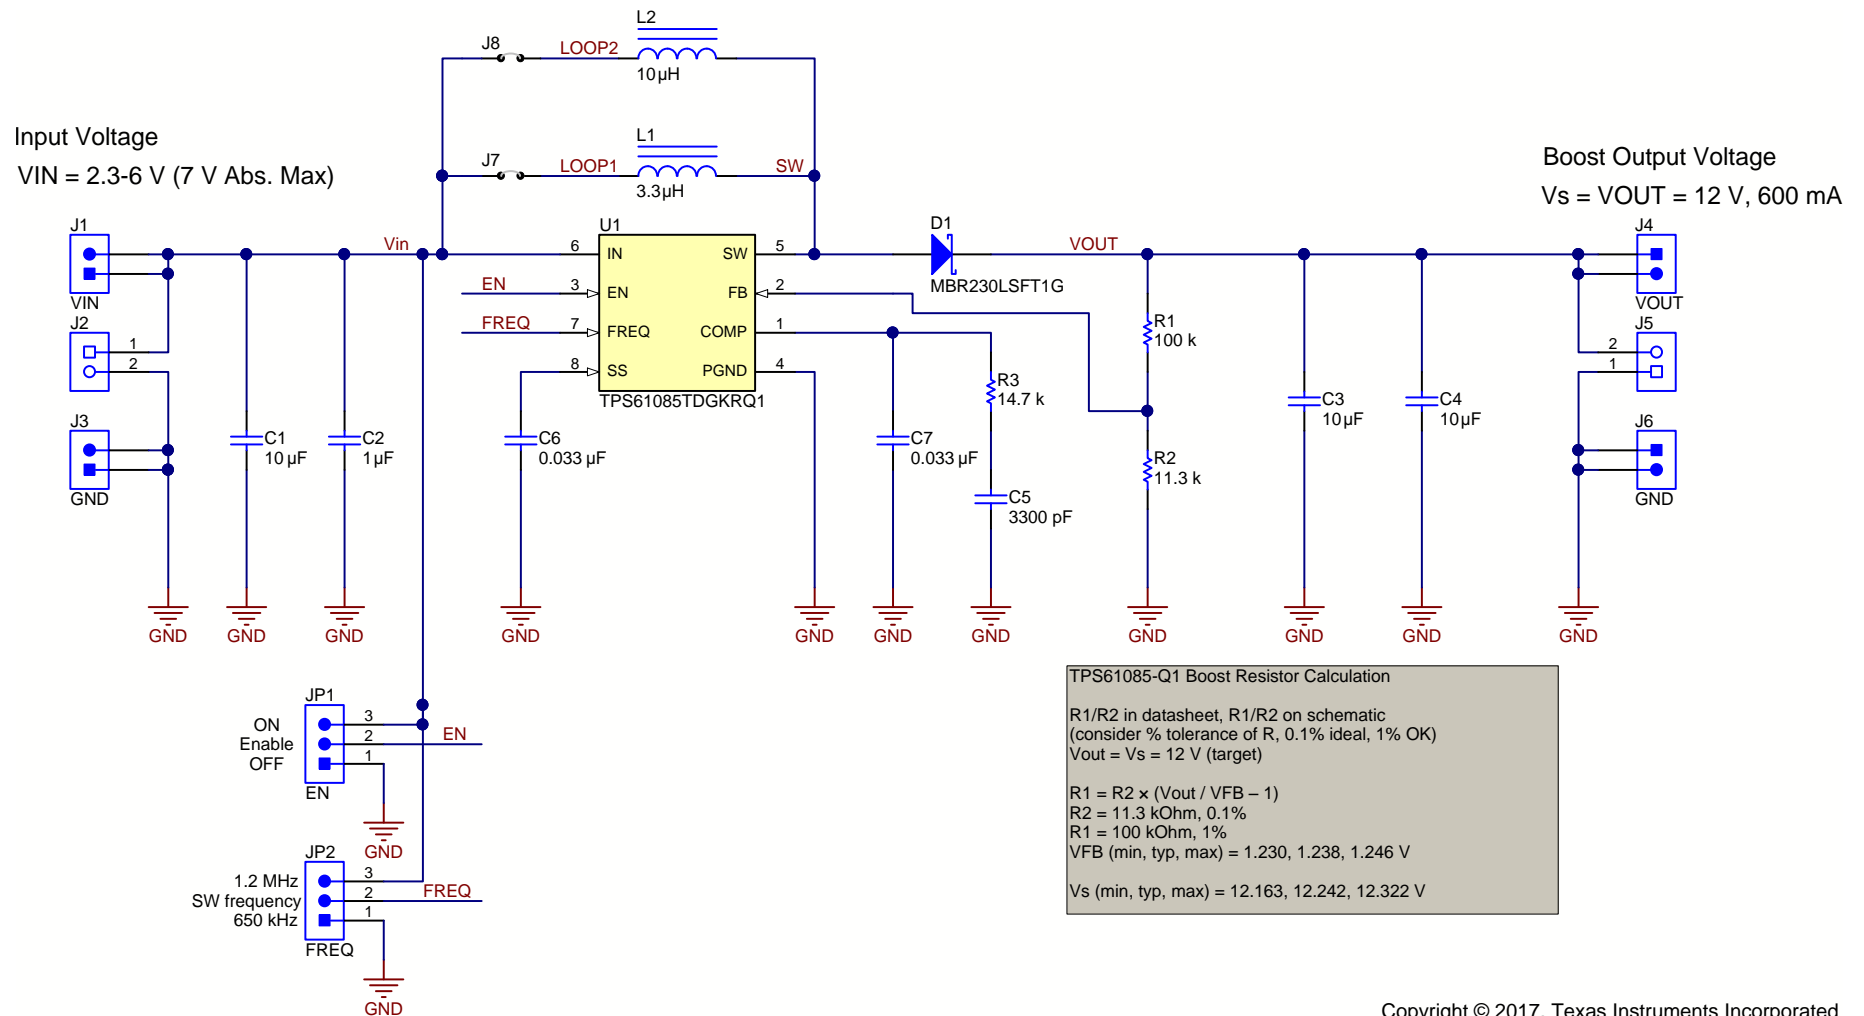 L2
J8
LOOP2
10µH
Input Voltage
VIN = 2.3-6 V (7 V Abs. Max)
L1
J7
LOOP1
SW
3.3µH
Boost Output Voltage
Vs = VOUT = 12 V, 600 mA
J1
VIN
J2
1
2
J3
GND
Vin
C1
10µF
C2
1µF
U1
6 IN
EN 3 EN
FREQ 7 FREQ
8 SS
SW 5
FB 2
COMP 1
PGND 4
TPS61085TDGKRQ1
D1
MBR230LSFT1G
VOUT
C6
0.033 µF
C7
0.033 µF
R3
14.7 k
C5
3300 pF
R1
100 k
R2
11.3 k
C3
10µF
C4
10µF
J4
VOUT
J5
2
1
J6
GND
GND GND GND GND GND GND GND GND GND GND GND
JP1
ON 3
Enable 2 EN
OFF 1
EN
GND
JP2
1.2 MHz 3
SW frequency 2 FREQ
650 kHz 1
FREQ
GND
TPS61085-Q1 Boost Resistor Calculation
R1/R2 in datasheet, R1/R2 on schematic
(consider % tolerance of R, 0.1% ideal, 1% OK)
Vout = Vs = 12 V (target)
R1 = R2 × (Vout / VFB – 1)
R2 = 11.3 kOhm, 0.1%
R1 = 100 kOhm, 1%
VFB (min, typ, max) = 1.230, 1.238, 1.246 V
Vs (min, typ, max) = 12.163, 12.242, 12.322 V
Copyright © 2017, Texas Instruments Incorporated